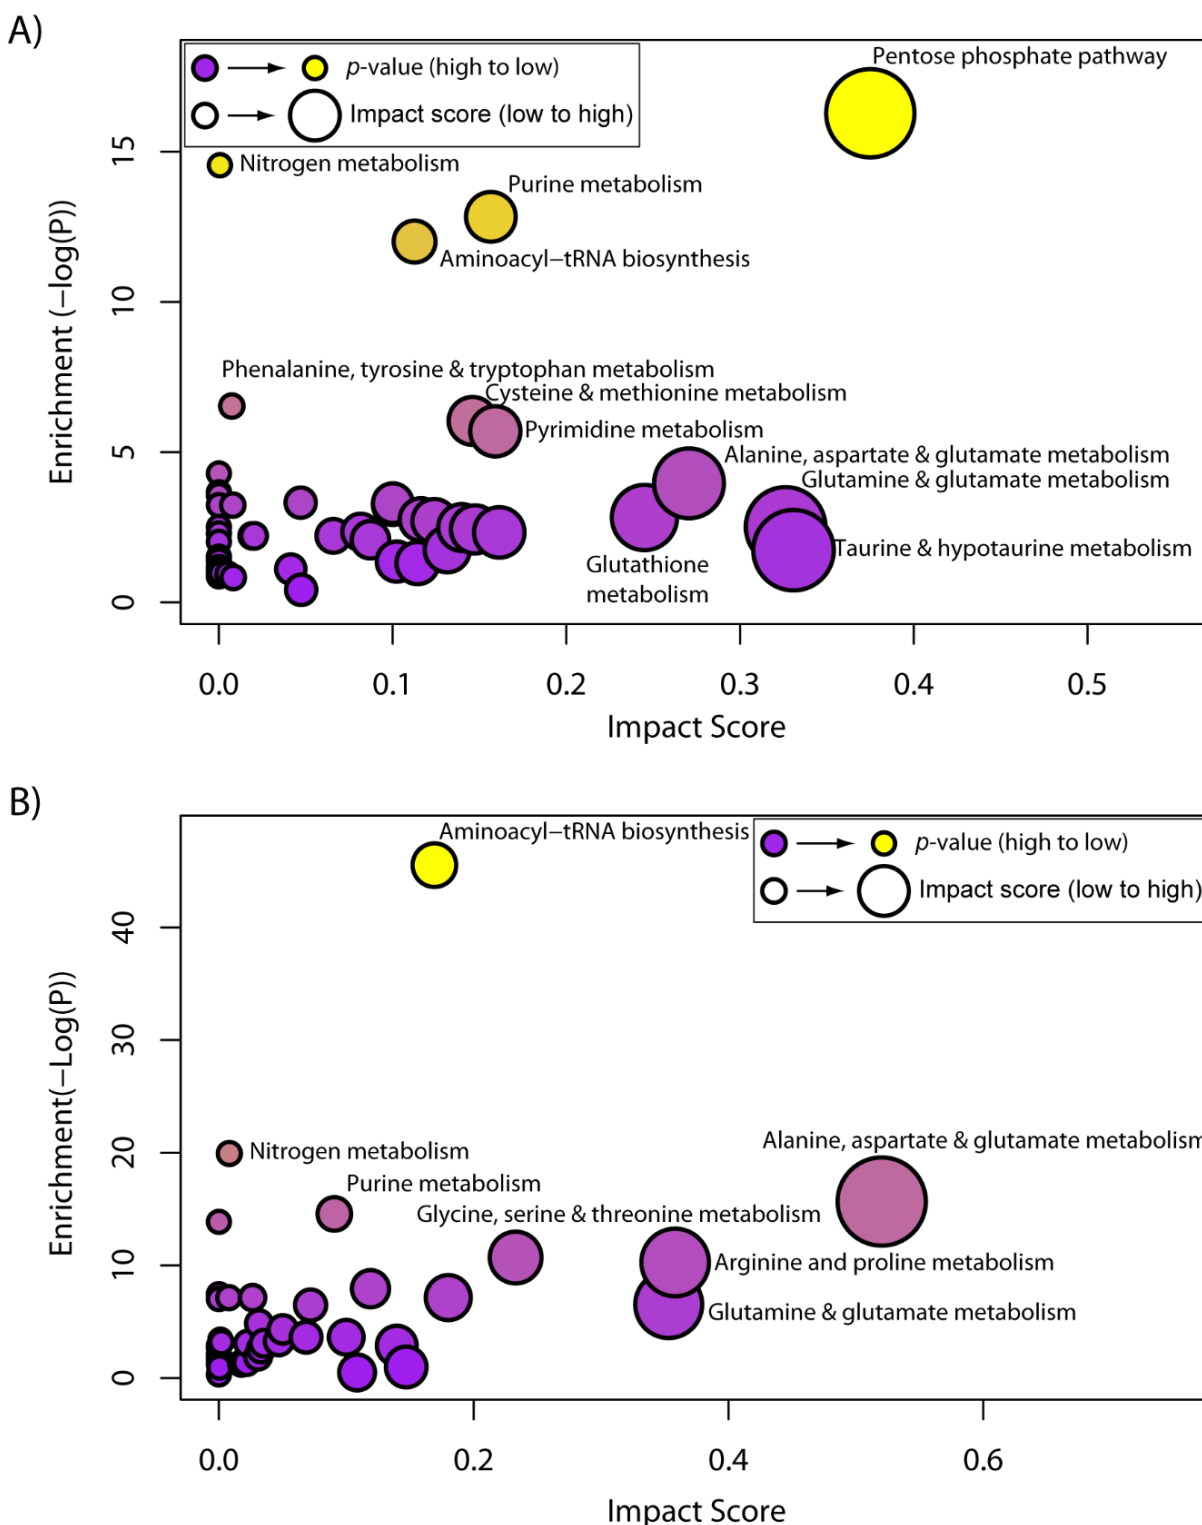 A)
p-value (high to low)
Impact score (low to high)
Pentose phosphate pathway
Nitrogen metabolism
Purine metabolism
Aminoacyl−tRNA biosynthesis
Phenalanine, tyrosine & tryptophan metabolism
Cysteine & methionine metabolism
Pyrimidine metabolism
Alanine, aspartate & glutamate metabolism
Glutamine & glutamate metabolism
Taurine & hypotaurine metabolism
Glutathione
metabolism
Enrichment (−log(P))
15
10
5
0
0.0 0.1 0.2 0.3 0.4 0.5
Impact Score
B)
Aminoacyl−tRNA biosynthesis
p-value (high to low)
Impact score (low to high)
Nitrogen metabolism
Purine metabolism
Alanine, aspartate & glutamate metabolism
Glycine, serine & threonine metabolism
Arginine and proline metabolism
Glutamine & glutamate metabolism
Enrichment(−Log(P))
40
30
20
10
0
0.0 0.2 0.4 0.6
Impact Score